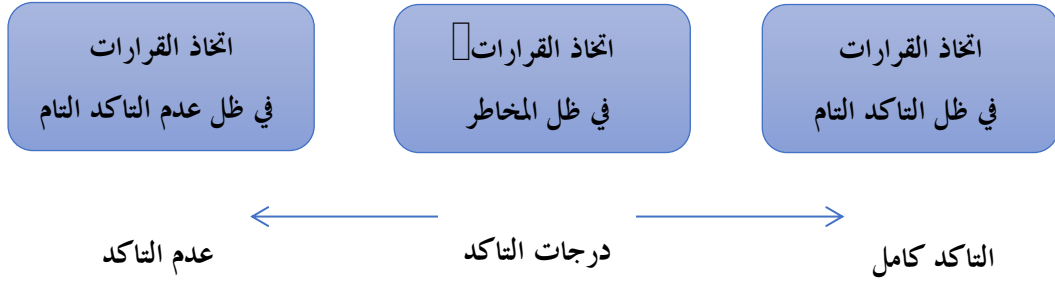 اتخاذ القرارات
في ظل التاكد التام
اتخاذ القرارات
في ظل المخاطر
اتخاذ القرارات
في ظل عدم التاكد التام
التاكد كامل
درجات التاكد
عدم التاكد